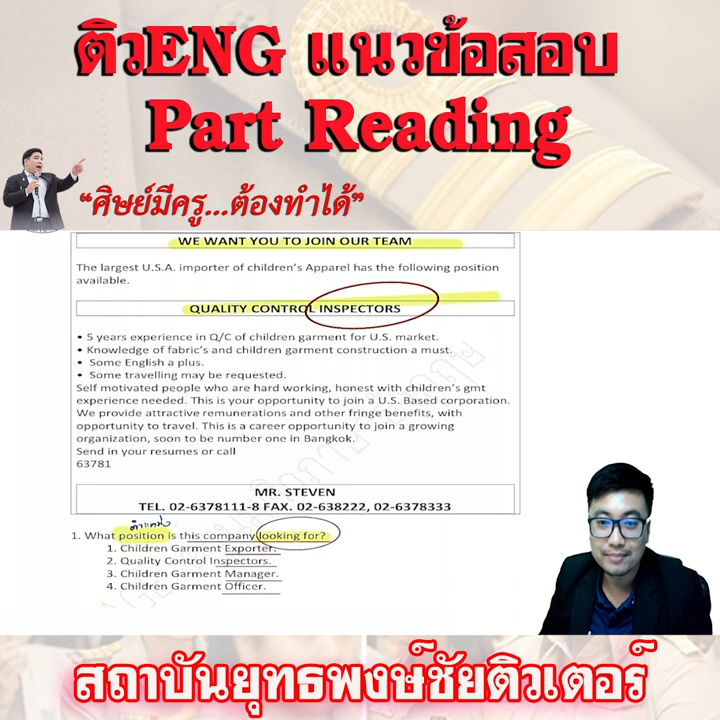 ติวENG แนวข้อสอบ
Part Reading
“ศิษย์มีครู...ต้องทำได้”
WE WANT YOU TO JOIN OUR TEAM
The largest U.S.A. importer of children’s Apparel has the following position
available.
QUALITY CONTROL INSPECTORS
• 5 years experience in Q/C of children garment for U.S. market.
• Knowledge of fabric’s and children garment construction a must.
• Some English a plus.
• Some travelling may be requested.
Self motivated people who are hard working, honest with children’s gmt
experience needed. This is your opportunity to join a U.S. Based corporation.
We provide attractive remunerations and other fringe benefits, with
opportunity to travel. This is a career opportunity to join a growing
organization, soon to be number one in Bangkok.
Send in your resumes or call
63781
MR. STEVEN
TEL. 02-6378111-8 FAX. 02-638222, 02-6378333
ตำแหน่ง
1. What position is this company looking for?
1. Children Garment Exporter.
2. Quality Control Inspectors.
3. Children Garment Manager.
4. Children Garment Officer.
สถาบันยุทธพงษ์ชัยติวเตอร์